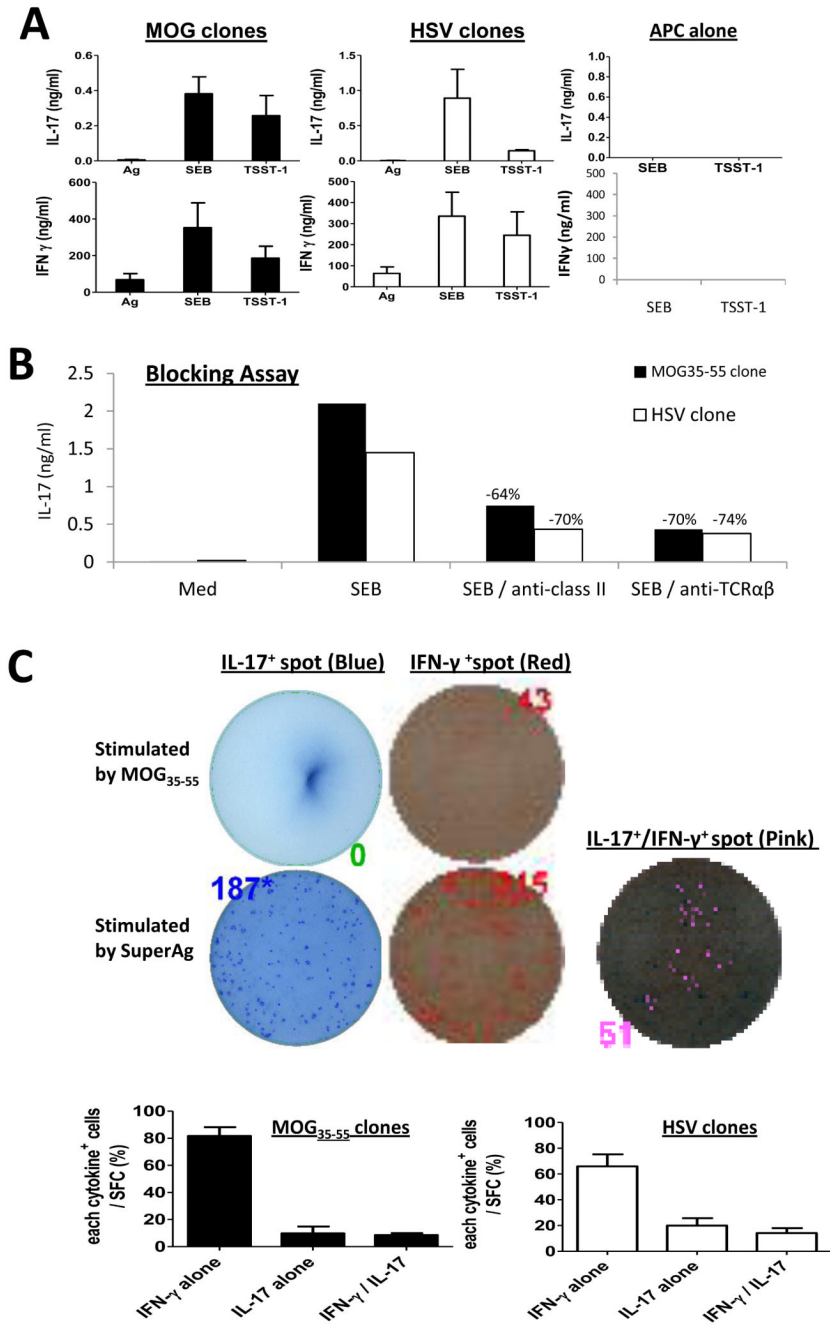 A
MOG clones
HSV clones
APC alone
IL-17 (ng/ml)
0.6
0.4
0.2
0.0
Ag
SEB
TSST-1
IL-17 (ng/ml)
1.5
1.0
0.5
0.0
Ag
SEB
TSST-1
IL-17 (ng/ml)
1.0
0.8
0.6
0.4
0.2
0.0
SEB
TSST-1
IFN γ (ng/ml)
600
400
200
0
Ag
SEB
TSST-1
IFN γ (ng/ml)
500
400
300
200
100
0
Ag
SEB
TSST-1
IFNγ (ng/ml)
500
400
300
200
100
0
SEB
TSST-1
B
Blocking Assay
MOG35-55 clone
HSV clone
IL-17 (ng/ml)
2.5
2
1.5
1
0.5
0
-64%
-70%
-70%
-74%
Med
SEB
SEB / anti-class II
SEB / anti-TCRαβ
C
IL-17⁺ spot (Blue)
IFN-γ ⁺spot (Red)
Stimulated
by MOG₃₅₋₅₅
0
43
IL-17⁺/IFN-γ⁺ spot (Pink)
Stimulated
by SuperAg
187*
51
MOG₃₅₋₅₅ clones
each cytokine⁺ cells
/ SFC (%)
100
80
60
40
20
0
IFN-γ alone
IL-17 alone
IFN-γ / IL-17
HSV clones
each cytokine⁺ cells
/ SFC (%)
100
80
60
40
20
0
IFN-γ alone
IL-17 alone
IFN-γ / IL-17